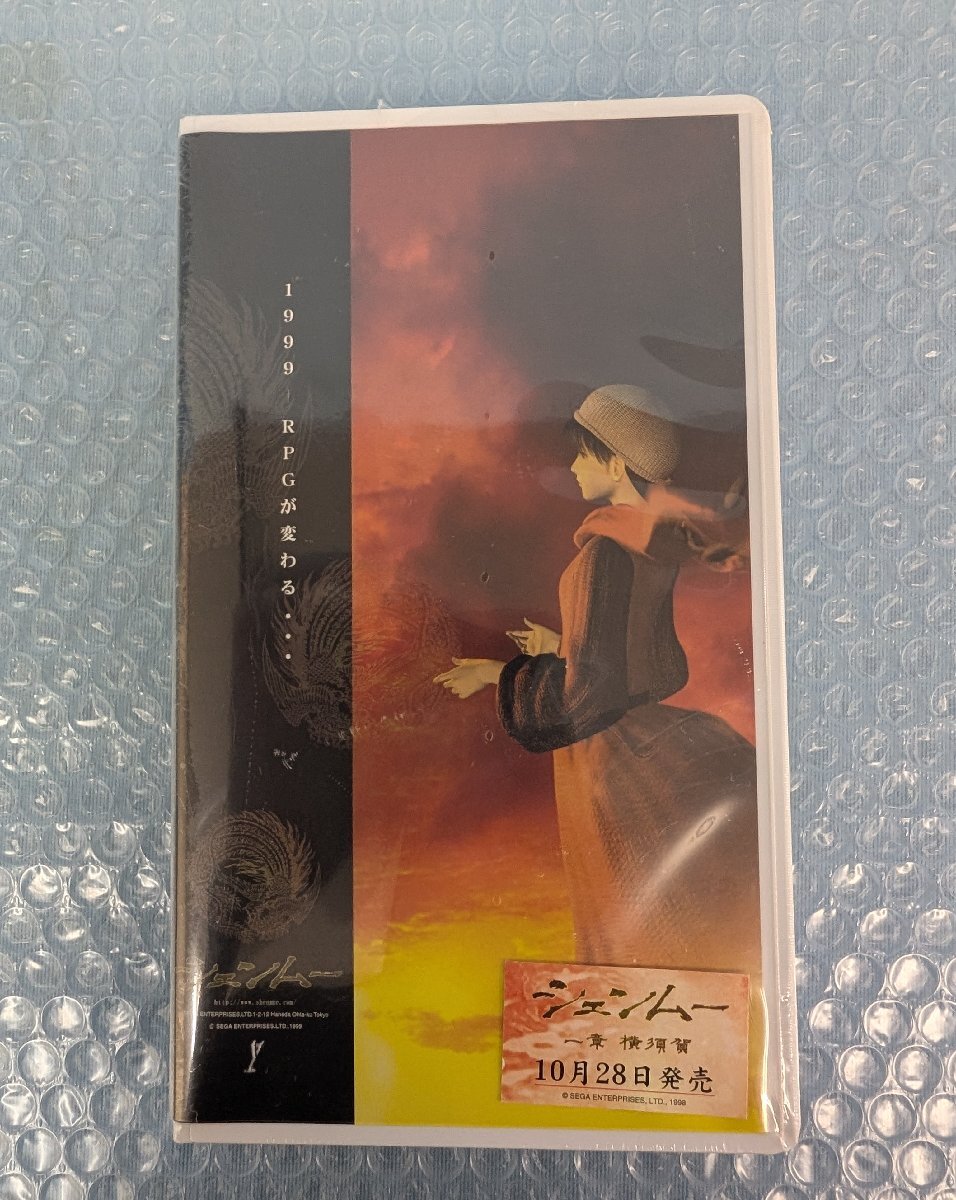 1999 RPGが変わる・・・
シェンムー
http://www.shenmue.com/
ENTERPRISES,LTD.1-2-12 Haneda Ohta-ku Tokyo
© SEGA ENTERPRISES,LTD.,1999
シェンムー
一章 横須賀
10月28日発売
© SEGA ENTERPRISES, LTD., 1998